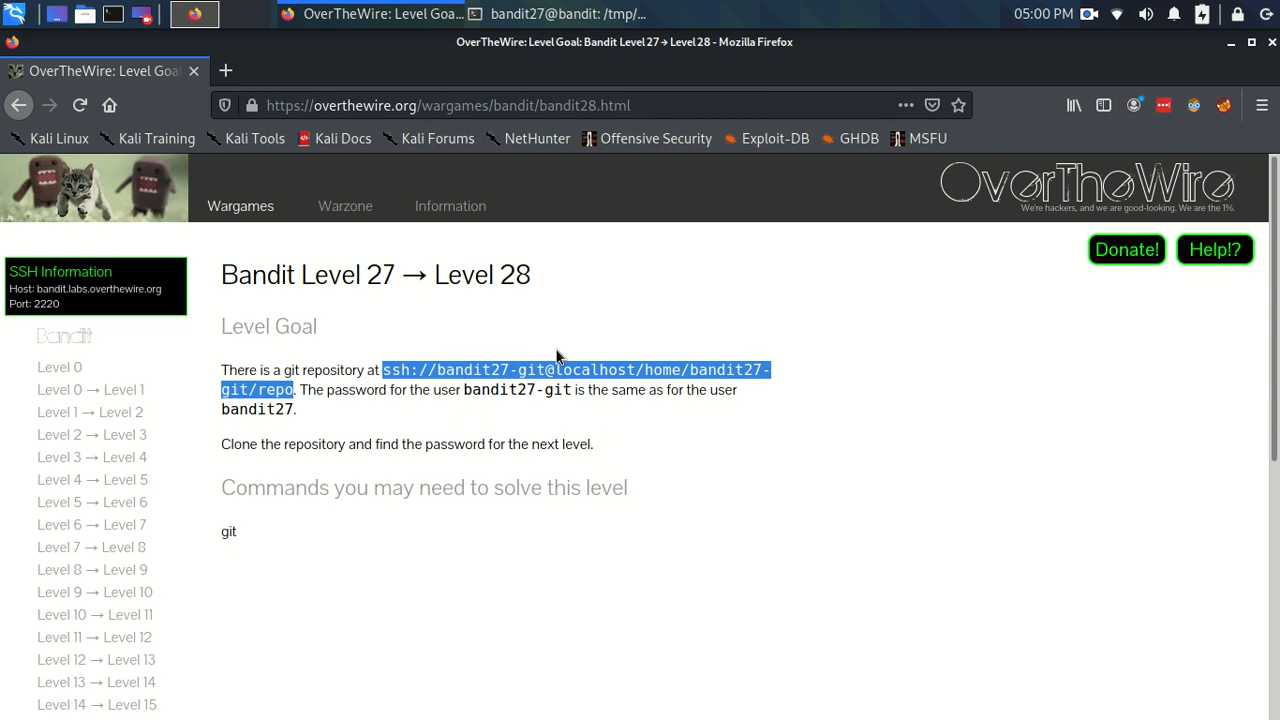 OverTheWire: Level Goa...
bandit27@bandit: /tmp/...
05:00 PM
OverTheWire: Level Goal: Bandit Level 27 → Level 28 - Mozilla Firefox
OverTheWire: Level Goal
https://overthewire.org/wargames/bandit/bandit28.html
Kali Linux
Kali Training
Kali Tools
Kali Docs
Kali Forums
NetHunter
Offensive Security
Exploit-DB
GHDB
MSFU
Wargames
Warzone
Information
OverTheWire
We're hackers, and we are good-looking. We are the 1%.
Donate!
Help!?
SSH Information
Host: bandit.labs.overthewire.org
Port: 2220
Bandit
Level 0
Level 0 → Level 1
Level 1 → Level 2
Level 2 → Level 3
Level 3 → Level 4
Level 4 → Level 5
Level 5 → Level 6
Level 6 → Level 7
Level 7 → Level 8
Level 8 → Level 9
Level 9 → Level 10
Level 10 → Level 11
Level 11 → Level 12
Level 12 → Level 13
Level 13 → Level 14
Level 14 → Level 15
Bandit Level 27 → Level 28
Level Goal
There is a git repository at ssh://bandit27-git@localhost/home/bandit27-
git/repo. The password for the user bandit27-git is the same as for the user
bandit27.
Clone the repository and find the password for the next level.
Commands you may need to solve this level
git